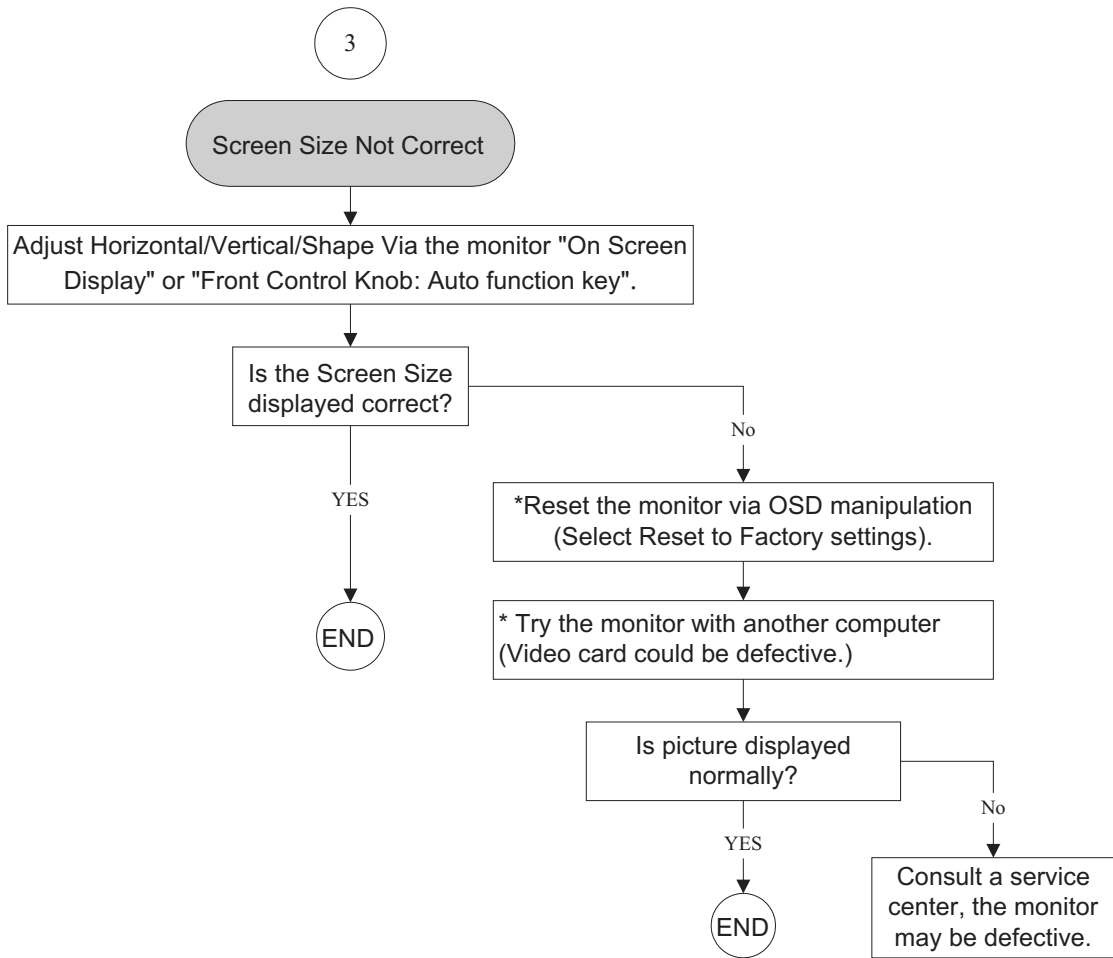 3
Screen Size Not Correct
Adjust Horizontal/Vertical/Shape Via the monitor "On Screen
Display" or "Front Control Knob: Auto function key".
Is the Screen Size
displayed correct?
No
YES
*Reset the monitor via OSD manipulation
(Select Reset to Factory settings).
END
* Try the monitor with another computer
(Video card could be defective.)
Is picture displayed
normally?
No
YES
Consult a service
center, the monitor
may be defective.
END